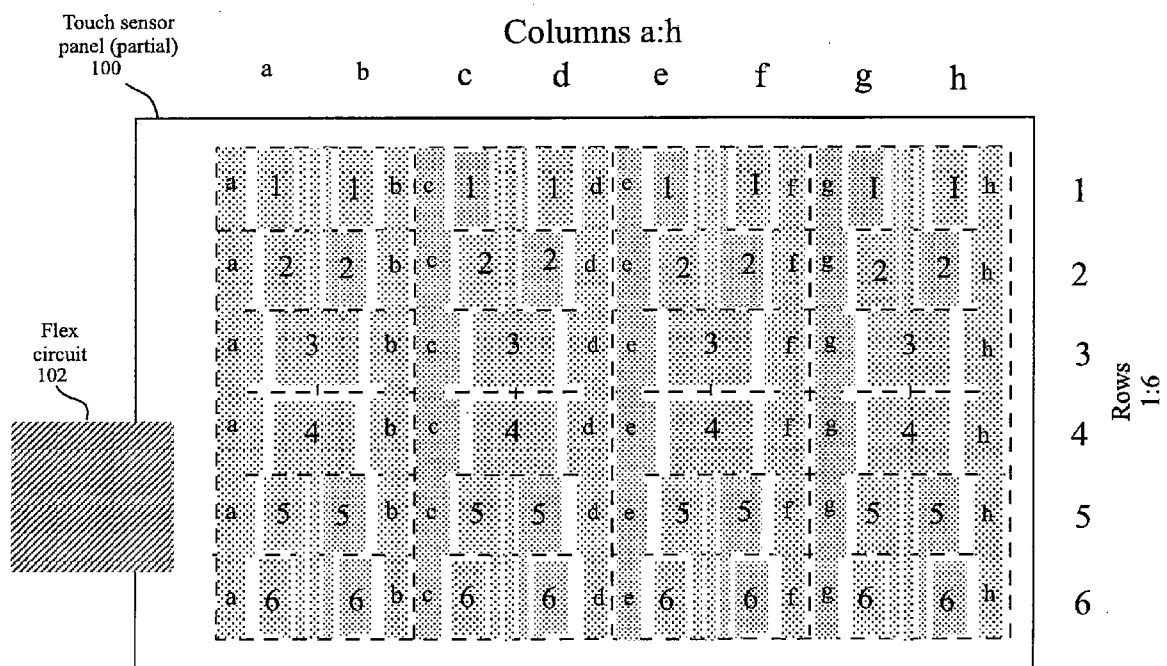 Touch sensor
panel (partial)
100
Columns a:h
a b c d e f g h
a 1 1 b c 1 1 d e 1 1 f g 1 1 h 1
a 2 2 b c 2 2 d e 2 2 f g 2 2 h 2
Flex
circuit
102
a 3 b c 3 d e 3 f g 3 h 3
a 4 b c 4 d e 4 f g 4 h 4
a 5 5 b c 5 5 d e 5 5 f g 5 5 h 5
a 6 6 b c 6 6 d e 6 6 f g 6 6 h 6
Rows
1:6